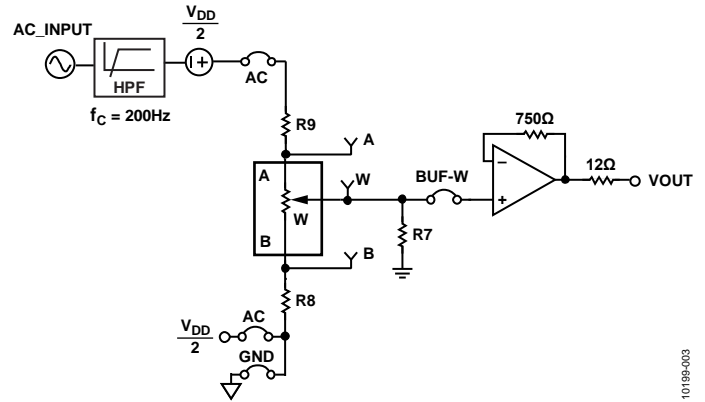 AC_INPUT
V_DD
2
HPF
f_C = 200Hz
AC
R9
A
750Ω
A
W
BUF-W
12Ω
VOUT
W
R7
B
B
R8
AC
V_DD
2
GND
10199-003